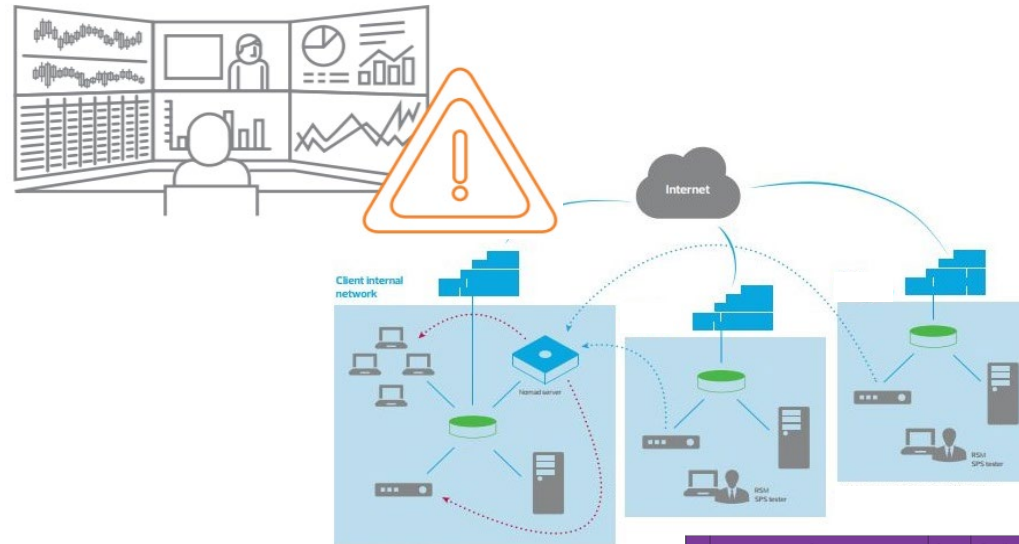 Internet
Client internal
network
Nomad server
RSM
SPS tester
RSM
SPS tester